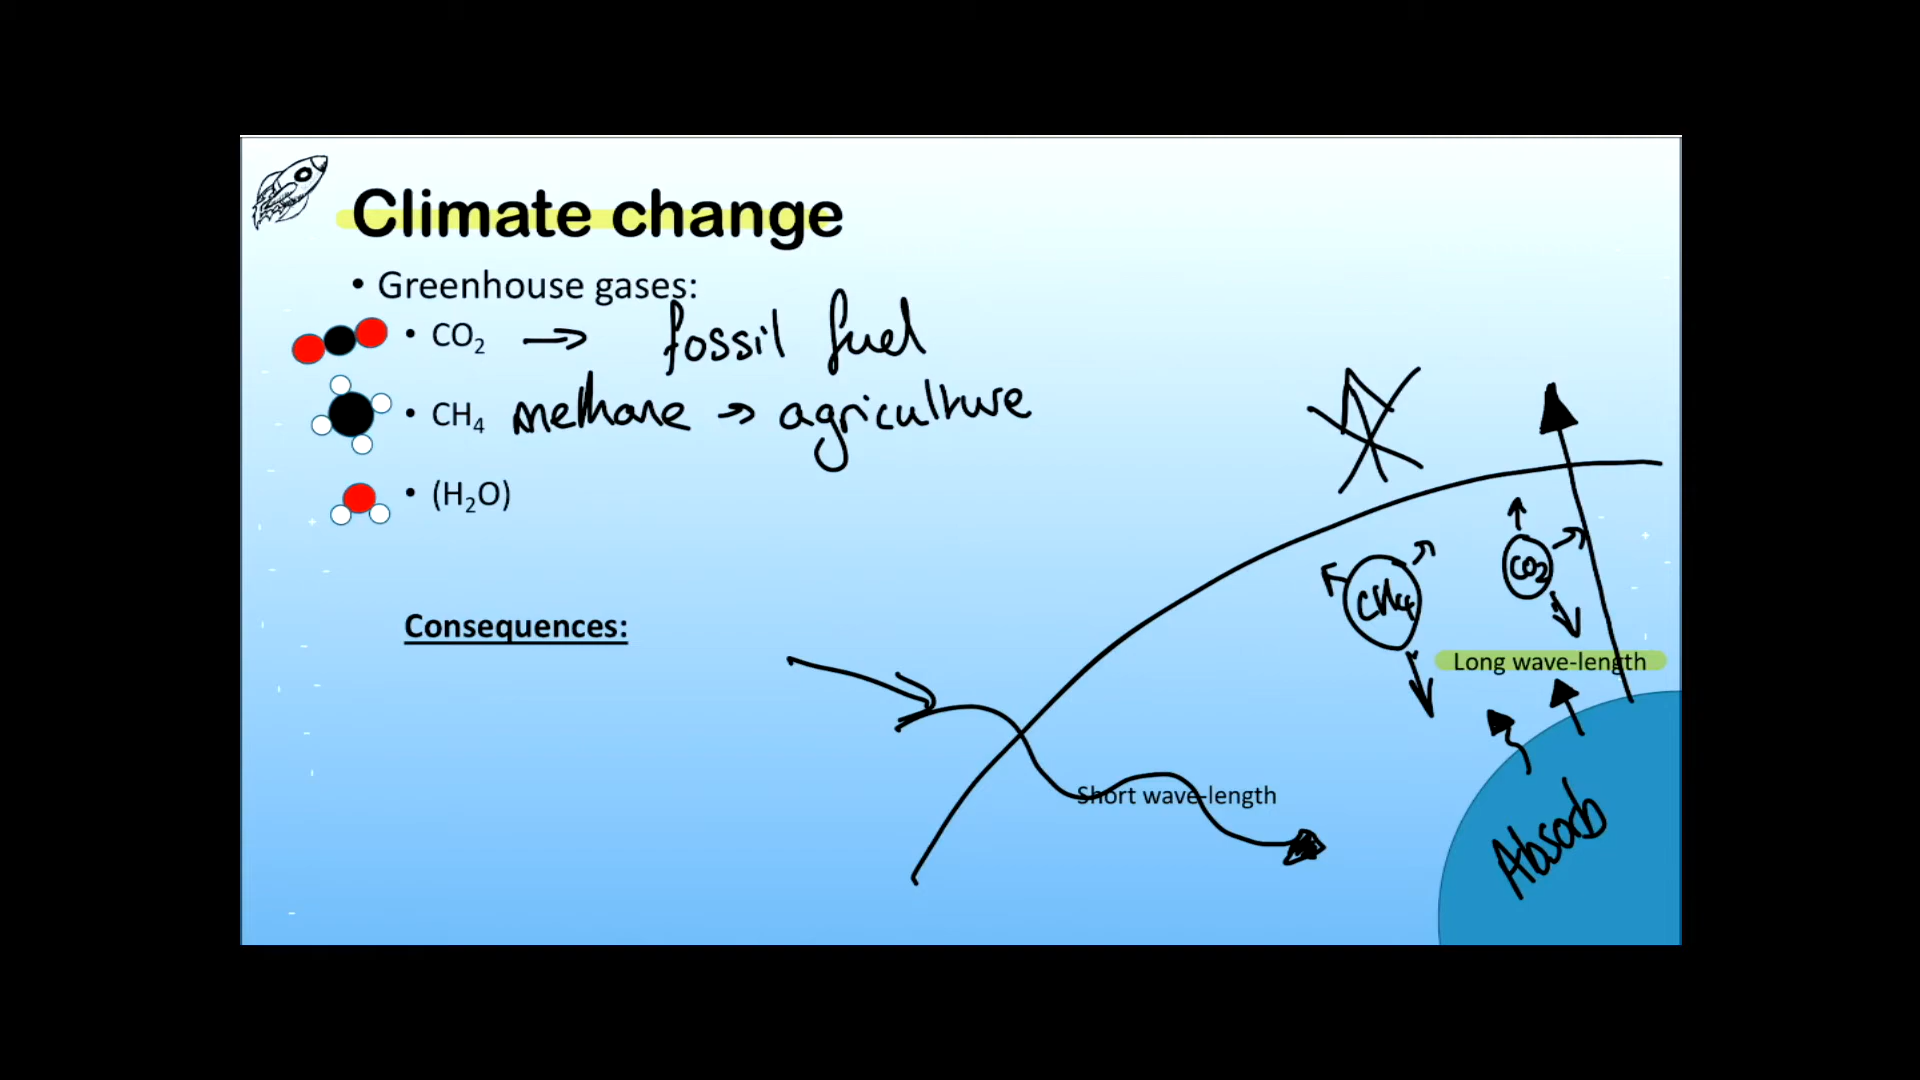 Climate change
• Greenhouse gases:
• CO₂ → fossil fuel
• CH₄ methane → agriculture
• (H₂O)
CH4
CO2
Consequences:
Long wave-length
Short wave-length
Absorb